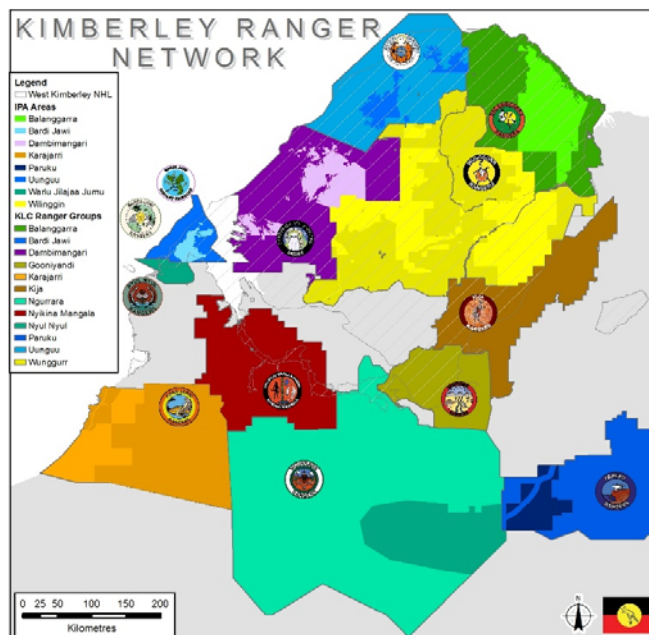 KIMBERLEY RANGER
NETWORK
Legend
West Kimberley NHL
IPA Areas
Balanggarra
Bardi Jawi
Dambimangari
Karajarri
Paruku
Uunguu
Warlu Jilajaa Jumu
Wilinggin
KLC Ranger Groups
Balanggarra
Bardi Jawi
Dambimangari
Gooniyandi
Karajarri
Kija
Ngurrara
Nyikina Mangala
Nyul Nyul
Paruku
Uunguu
Wunggurr
0 25 50 100 150 200
Kilometres
N